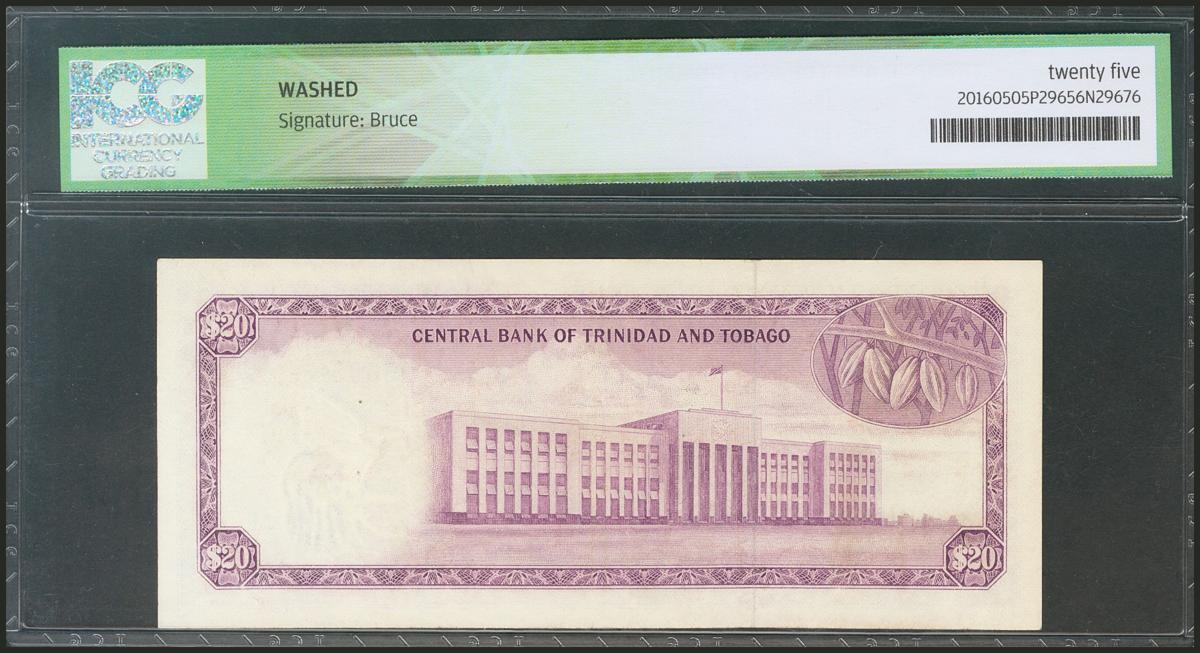 ICG
INTERNATIONAL
CURRENCY
GRADING
WASHED
Signature: Bruce
twenty five
20160505P29656N29676
$20
CENTRAL BANK OF TRINIDAD AND TOBAGO
$20
$20